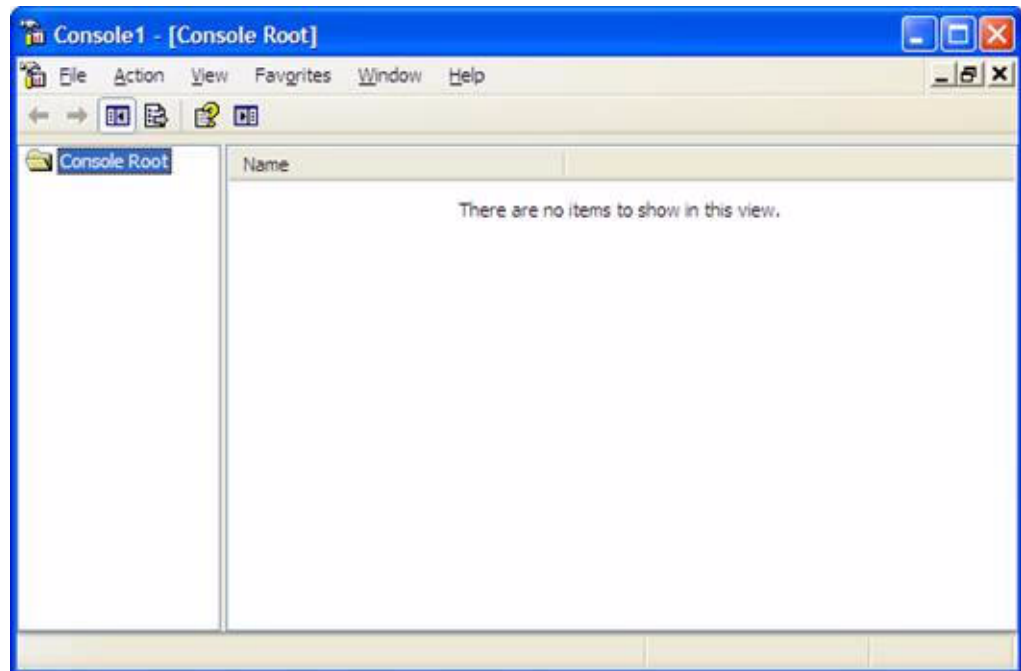 Console1 - [Console Root]
File Action View Favorites Window Help
Console Root
Name
There are no items to show in this view.